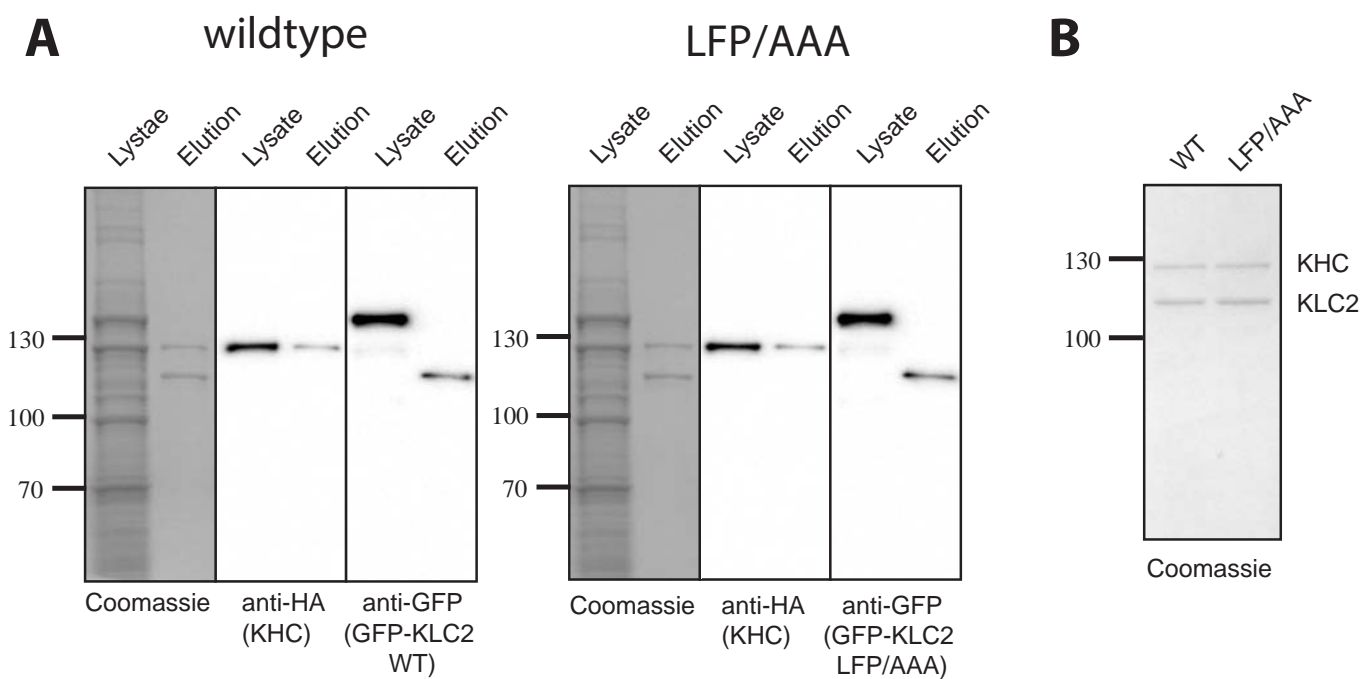 A
wildtype
LFP/AAA
B
Lystae
Elution
Lysate
Elution
Lysate
Elution
Lysate
Elution
Lysate
Elution
Lysate
Elution
WT
LFP/AAA
130
100
70
130
100
70
130
100
KHC
KLC2
Coomassie
anti-HA
(KHC)
anti-GFP
(GFP-KLC2
WT)
Coomassie
anti-HA
(KHC)
anti-GFP
(GFP-KLC2
LFP/AAA)
Coomassie